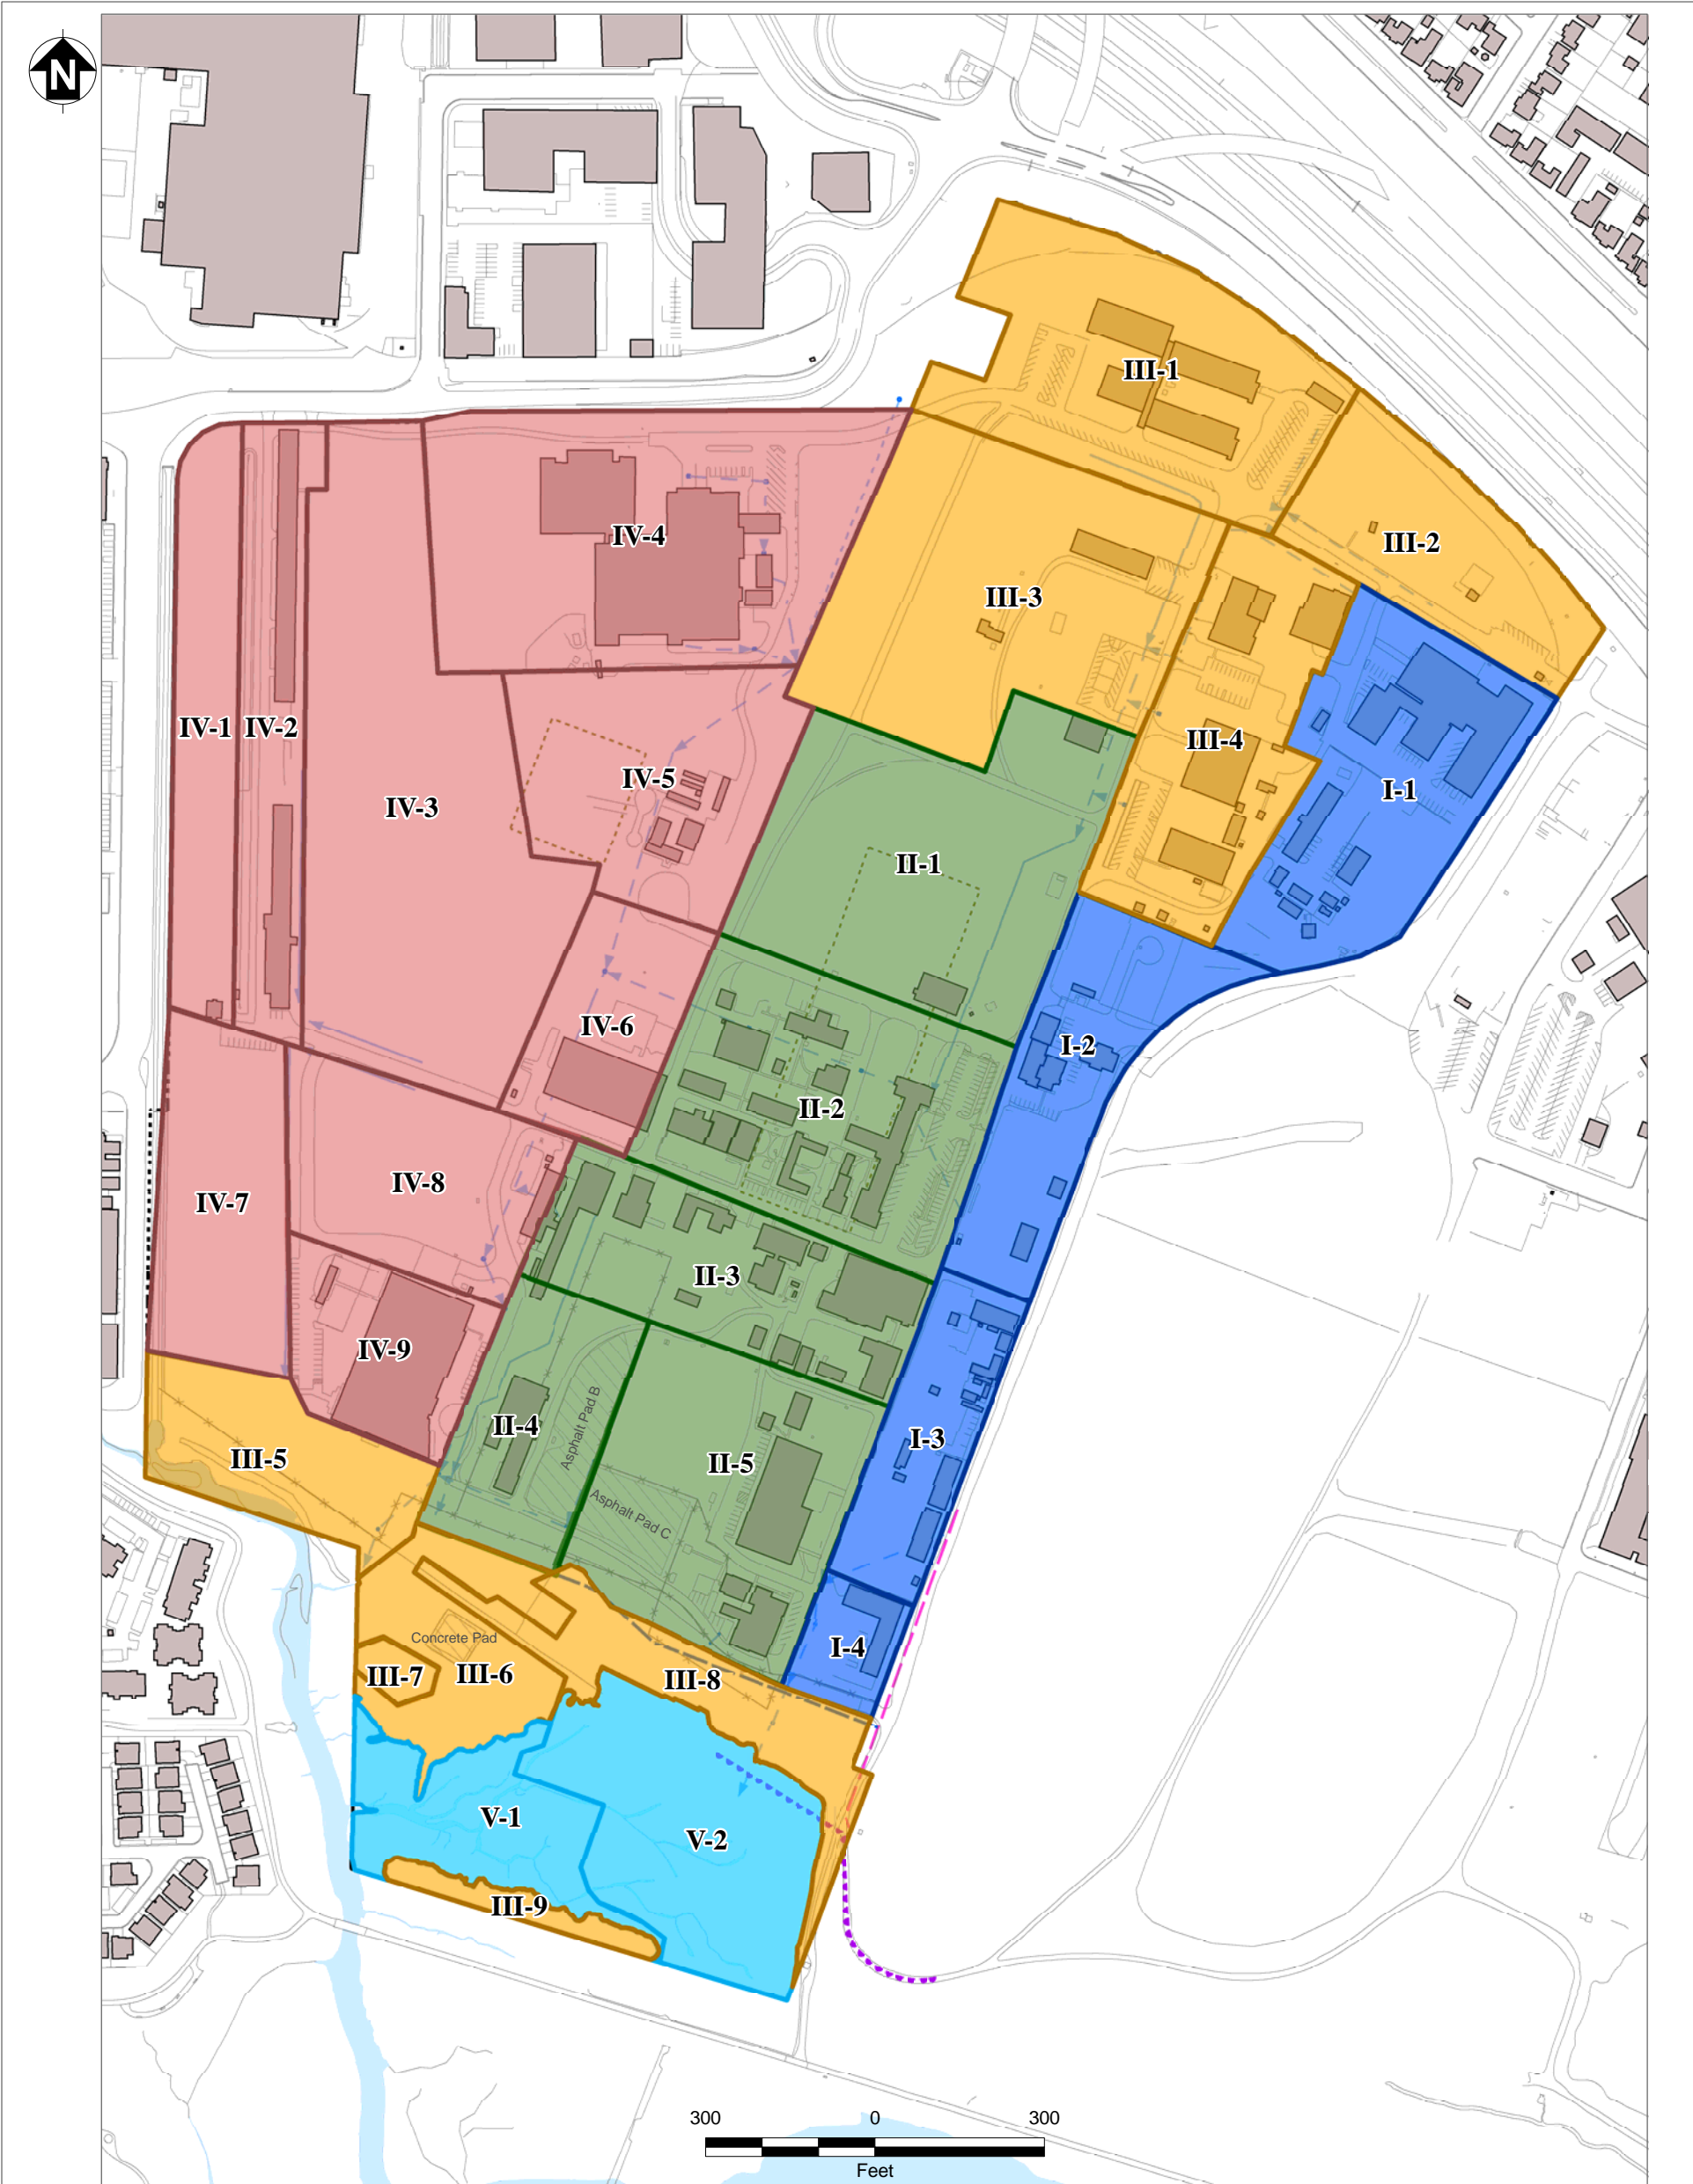 N
III-1
IV-4
III-2
III-3
IV-1
IV-2
III-4
IV-5
I-1
IV-3
II-1
IV-6
I-2
II-2
IV-8
IV-7
II-3
IV-9
Asphalt Pad B
II-4
I-3
III-5
II-5
Asphalt Pad C
Concrete Pad
I-4
III-7
III-6
III-8
V-1
V-2
III-9
300 0 300
Feet